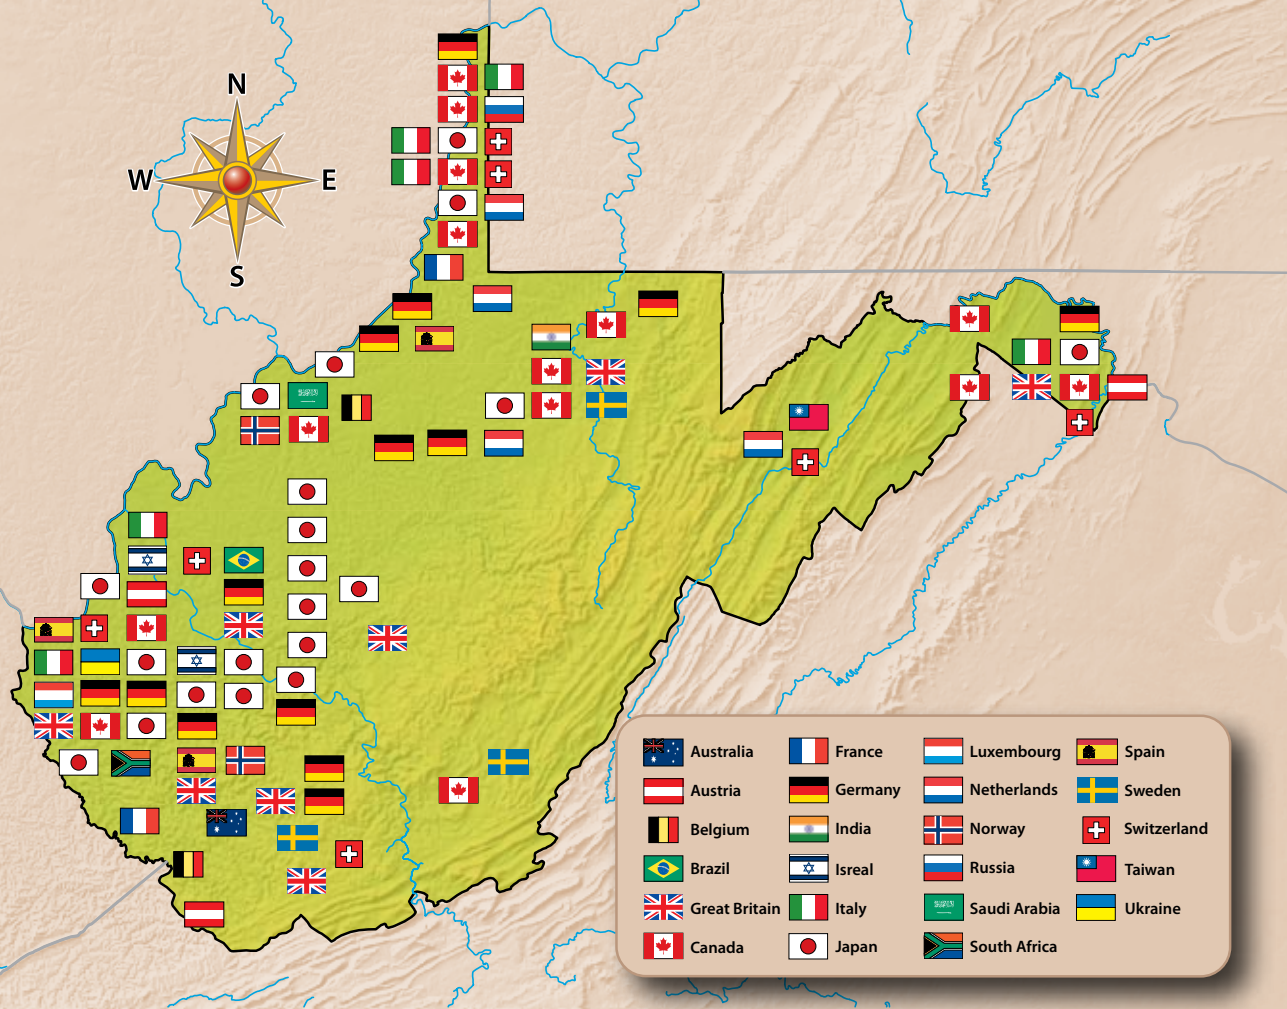 N
W
E
S
Australia
Austria
Belgium
Brazil
Great Britain
Canada
France
Germany
India
Isreal
Italy
Japan
Luxembourg
Netherlands
Norway
Russia
Saudi Arabia
South Africa
Spain
Sweden
Switzerland
Taiwan
Ukraine